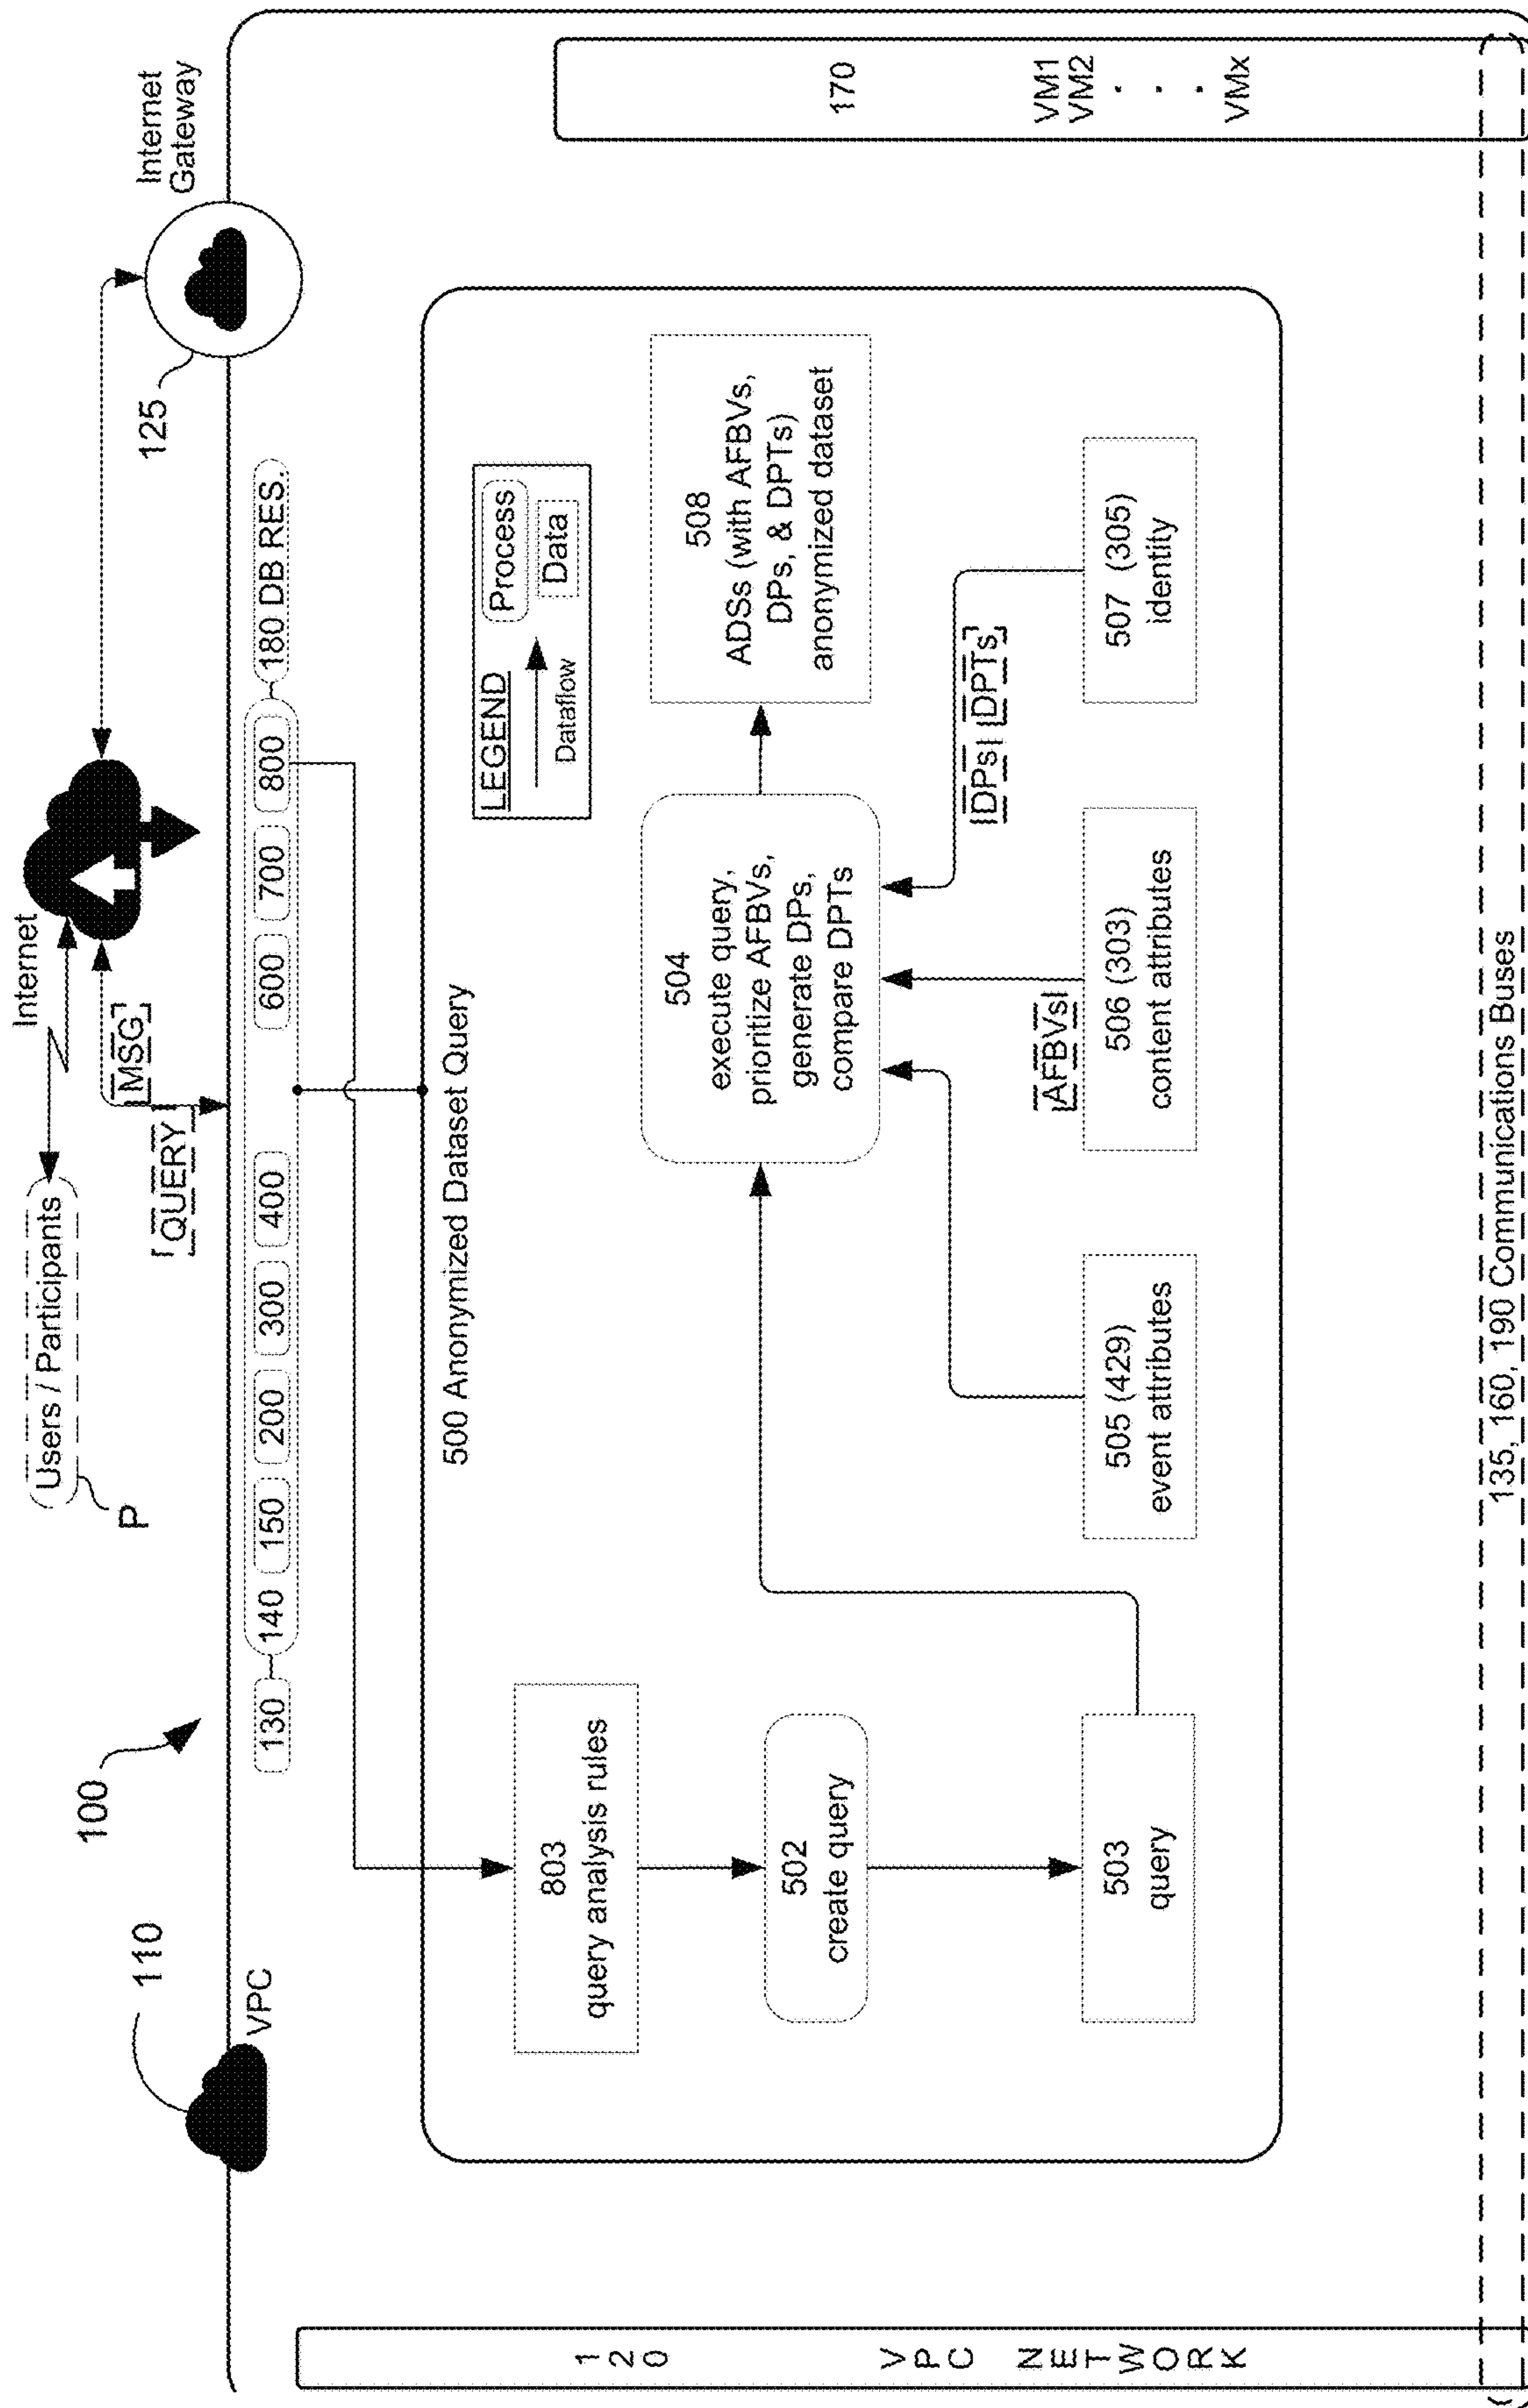 Internet
Users / Participants
P
MSG
QUERY
Internet
Gateway
125
100
110
VPC
130
140
150
200
300
400
600
700
800
180 DB RES.
500 Anonymized Dataset Query
LEGEND
Process
Dataflow
Data
803
query analysis rules
502
create query
503
query
504
execute query,
prioritize AFBVs,
generate DPs,
compare DPTs
508
ADSs (with AFBVs,
DPs, & DPTs)
anonymized dataset
AFBVs
DPs
DPTs
505 (429)
event attributes
506 (303)
content attributes
507 (305)
identity
120
VPC NETWORK
170
VM1
VM2
.
.
.
VMx
135, 160, 190 Communications Buses